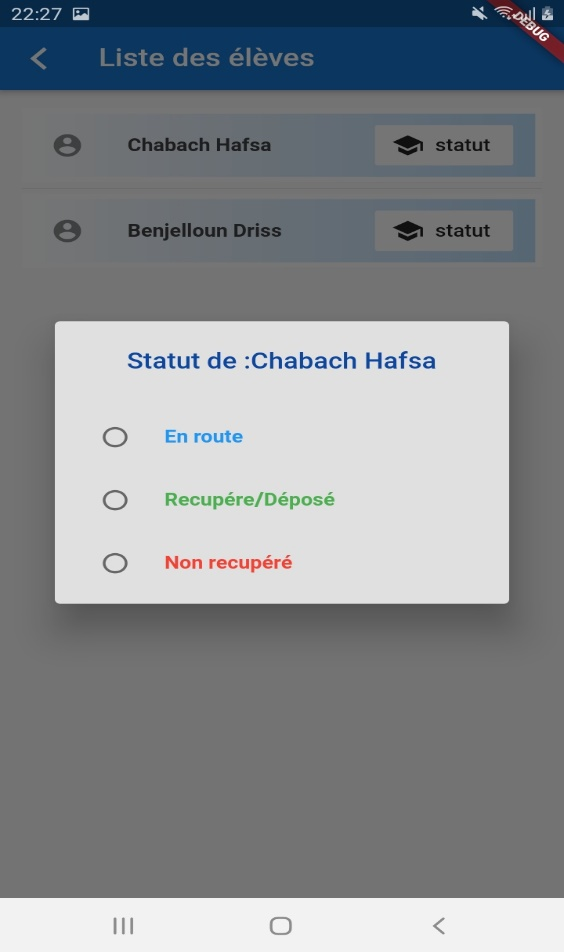 22:27
DEBUG
Liste des élèves
Chabach Hafsa statut
Benjelloun Driss statut
Statut de :Chabach Hafsa
En route
Recupére/Déposé
Non recupéré